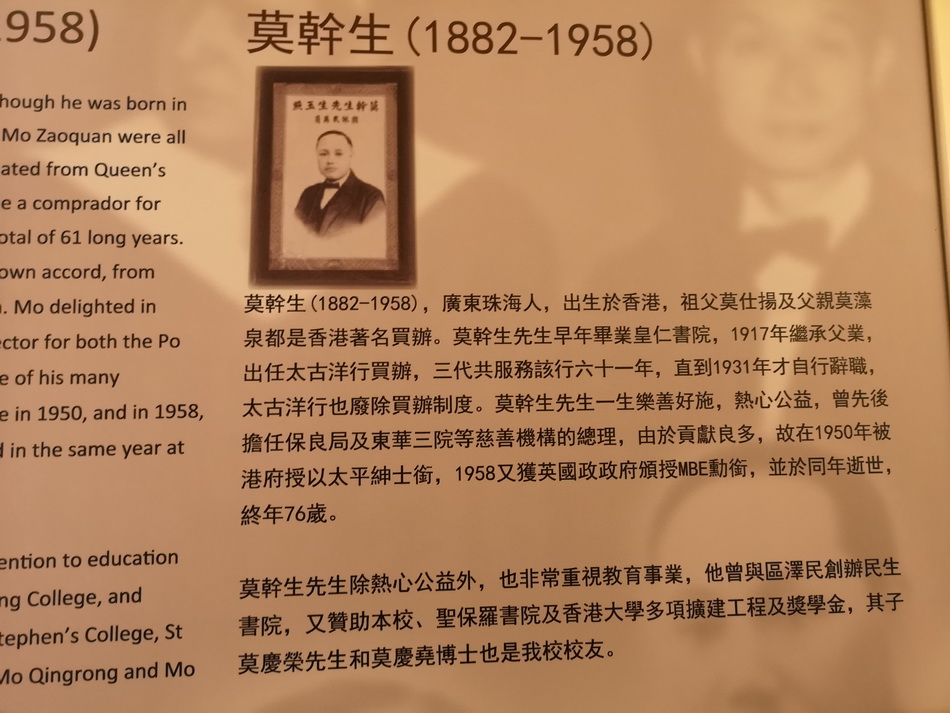 .958)
hough he was born in
Mo Zaoquan were all
ated from Queen's
e a comprador for
otal of 61 long years.
own accord, from
. Mo delighted in
ector for both the Po
e of his many
e in 1950, and in 1958,
d in the same year at
ention to education
ng College, and
tephen's College, St
Mo Qingrong and Mo
莫幹生(1882-1958)
莫幹生先生玉照
莫幹生(1882-1958)，廣東珠海人，出生於香港，祖父莫仕揚及父親莫藻
泉都是香港著名買辦。莫幹生先生早年畢業皇仁書院，1917年繼承父業，
出任太古洋行買辦，三代共服務該行六十一年，直到1931年才自行辭職，
太古洋行也廢除買辦制度。莫幹生先生一生樂善好施，熱心公益，曾先後
擔任保良局及東華三院等慈善機構的總理，由於貢獻良多，故在1950年被
港府授以太平紳士銜，1958又獲英國政政府頒授MBE勳銜，並於同年逝世，
終年76歲。
莫幹生先生除熱心公益外，也非常重視教育事業，他曾與區澤民創辦民生
書院，又贊助本校、聖保羅書院及香港大學多項擴建工程及獎學金，其子
莫慶榮先生和莫慶堯博士也是我校校友。